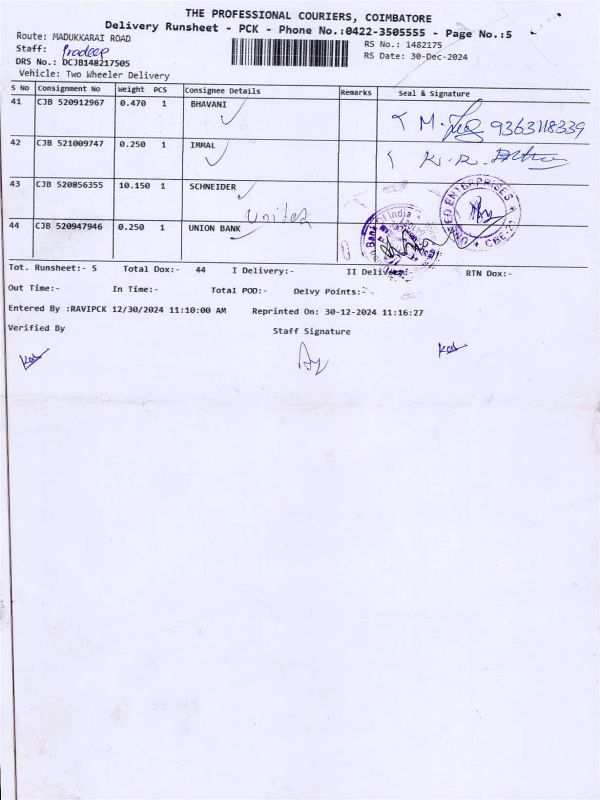 THE PROFESSIONAL COURIERS, COIMBATORE
Delivery Runsheet - PCK - Phone No.:0422-3505555 - Page No.:5
Route: MADUKKARAI ROAD
RS No.: 1482175
Staff: Pradeep
RS Date: 30-Dec-2024
DRS No.: DCJB148217505
Vehicle: Two Wheeler Delivery
S No Consignment No Weight PCS Consignee Details Remarks Seal & Signature
41 CJB 520912967 0.470 1 BHAVANI
9363118339
42 CJB 521009747 0.250 1 IMMAL
43 CJB 520856355 10.150 1 SCHNEIDER
United
44 CJB 520947946 0.250 1 UNION BANK
ENTERPRISES
Tot. Runsheet:- 5 Total Dox:- 44 I Delivery:- II Delivery:- RTN Dox:-
Out Time:- In Time:- Total POD:- Delvy Points:-
Entered By :RAVIPCK 12/30/2024 11:10:00 AM Reprinted On: 30-12-2024 11:16:27
Verified By Staff Signature